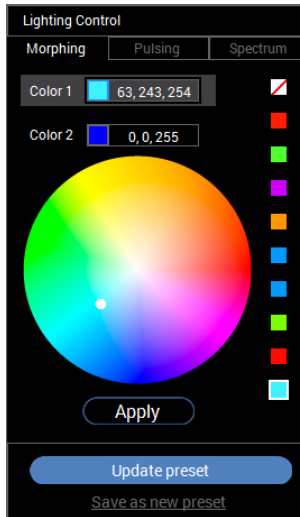 Lighting Control
Morphing Pulsing Spectrum
Color 1 63, 243, 254
Color 2 0, 0, 255
Apply
Update preset
Save as new preset